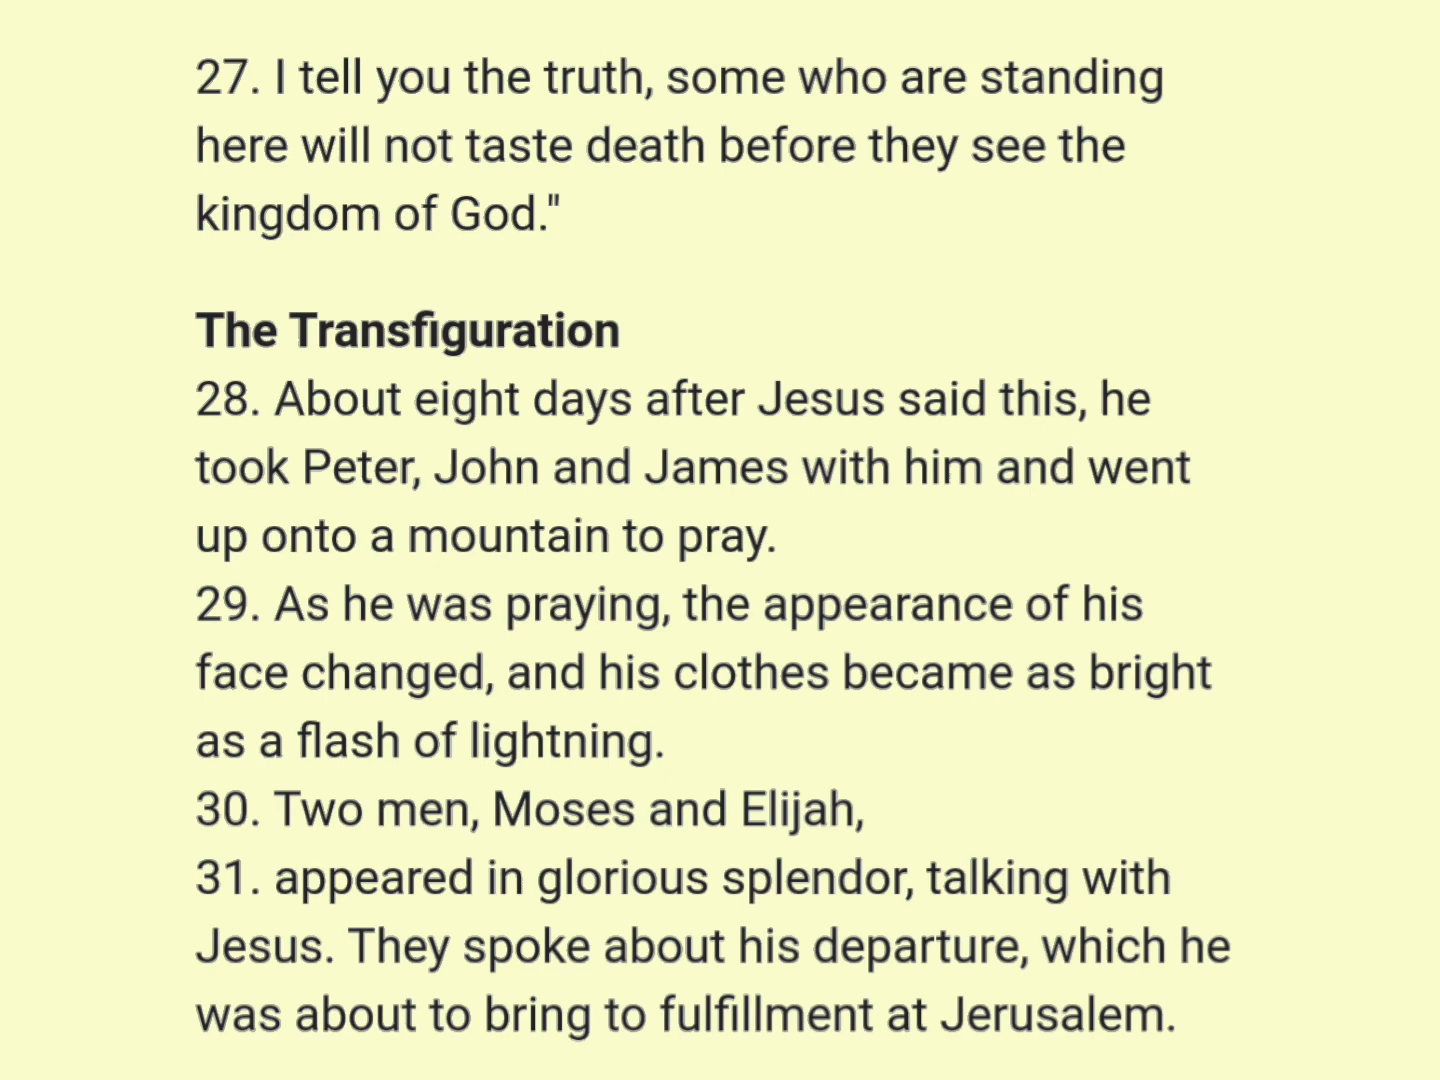 27. I tell you the truth, some who are standing
here will not taste death before they see the
kingdom of God."
The Transfiguration
28. About eight days after Jesus said this, he
took Peter, John and James with him and went
up onto a mountain to pray.
29. As he was praying, the appearance of his
face changed, and his clothes became as bright
as a flash of lightning.
30. Two men, Moses and Elijah,
31. appeared in glorious splendor, talking with
Jesus. They spoke about his departure, which he
was about to bring to fulfillment at Jerusalem.